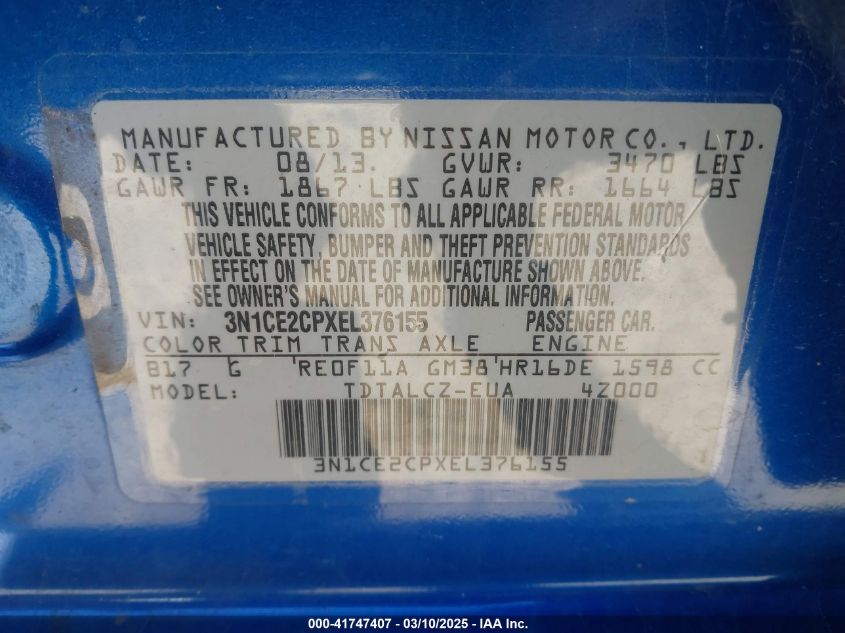 MANUFACTURED BY NISSAN MOTOR CO., LTD.
DATE: 08/13. GVWR: 3470 LBS
GAWR FR: 1867 LBS GAWR RR: 1664 LBS
THIS VEHICLE CONFORMS TO ALL APPLICABLE FEDERAL MOTOR
VEHICLE SAFETY, BUMPER AND THEFT PREVENTION STANDARDS
IN EFFECT ON THE DATE OF MANUFACTURE SHOWN ABOVE.
SEE OWNER'S MANUAL FOR ADDITIONAL INFORMATION.
VIN: 3N1CE2CPXEL376155 PASSENGER CAR.
COLOR TRIM TRANS AXLE ENGINE
B17 G 'RE0F11A GM38'HR16DE 1598 CC
MODEL: TDTALCZ-EUA 4Z000
3N1CE2CPXEL376155
1
000-41747407 | 03/10/2025 - Copyright © - IAA Inc.